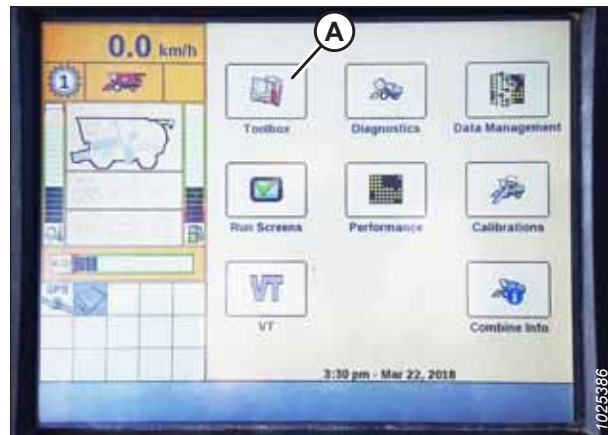 A
0.0 km/h
1
Toolbox
Diagnostics
Data Management
Run Screens
Performance
Calibrations
GPS
VT
VT
Combine Info
3:30 pm - Mar 22, 2018
1025386